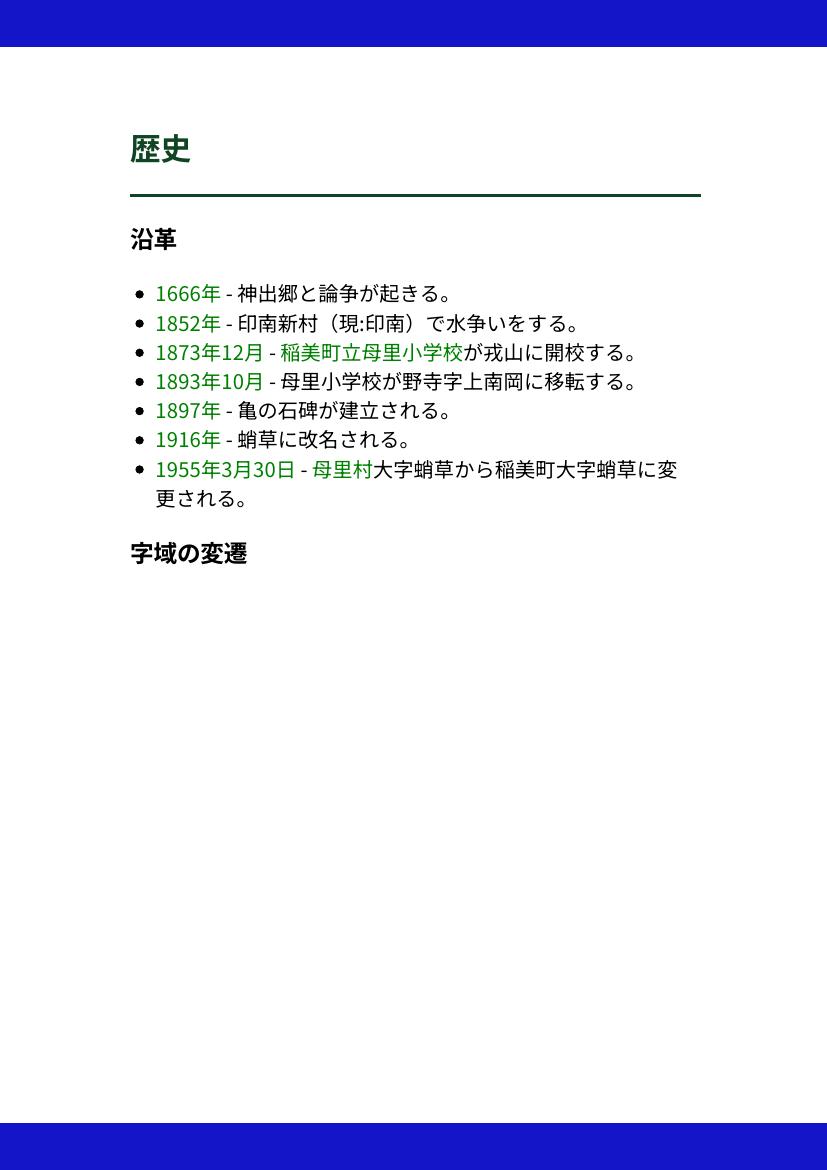 歴史
沿革
1666年 - 神出郷と論争が起きる。
1852年 - 印南新村（現:印南）で水争いをする。
1873年12月 - 稲美町立母里小学校が戎山に開校する。
1893年10月 - 母里小学校が野寺字上南岡に移転する。
1897年 - 亀の石碑が建立される。
1916年 - 蛸草に改名される。
1955年3月30日 - 母里村大字蛸草から稲美町大字蛸草に変
更される。
字域の変遷